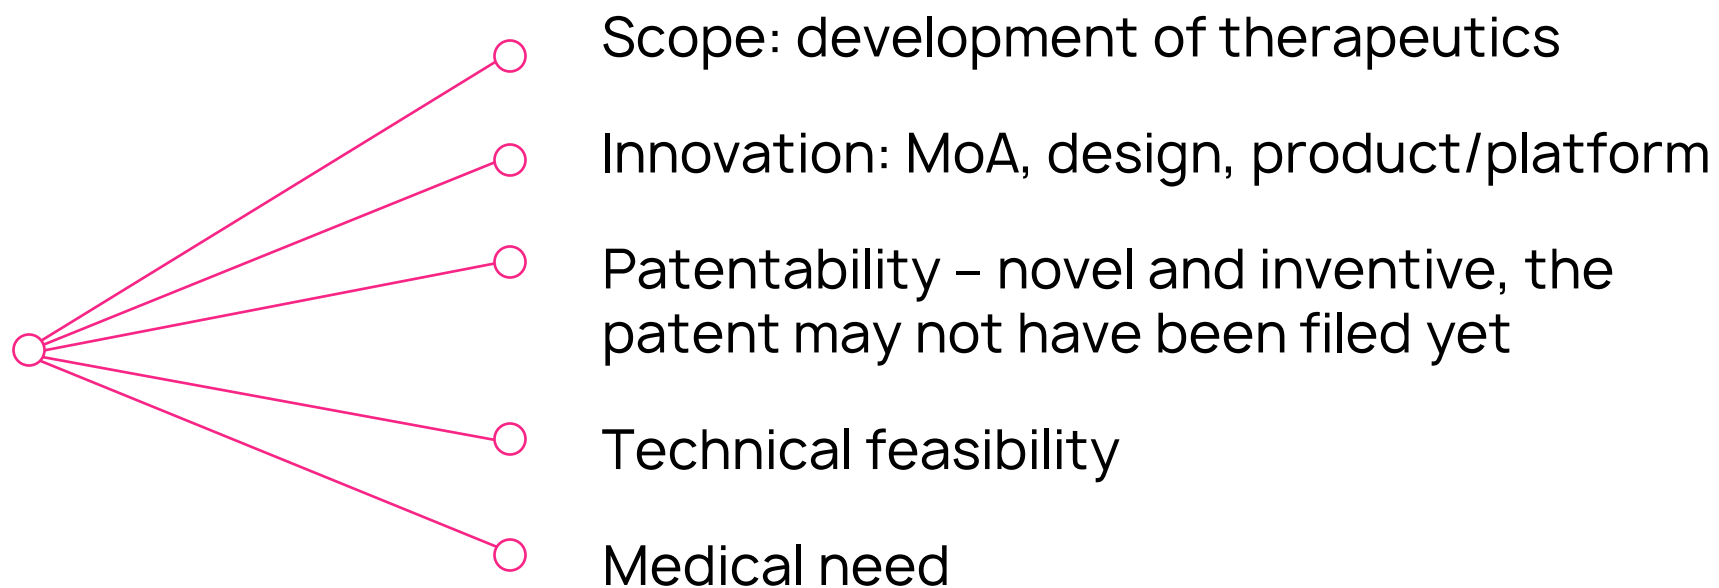 Scope: development of therapeutics
Innovation: MoA, design, product/platform
Patentability – novel and inventive, the
patent may not have been filed yet
Technical feasibility
Medical need